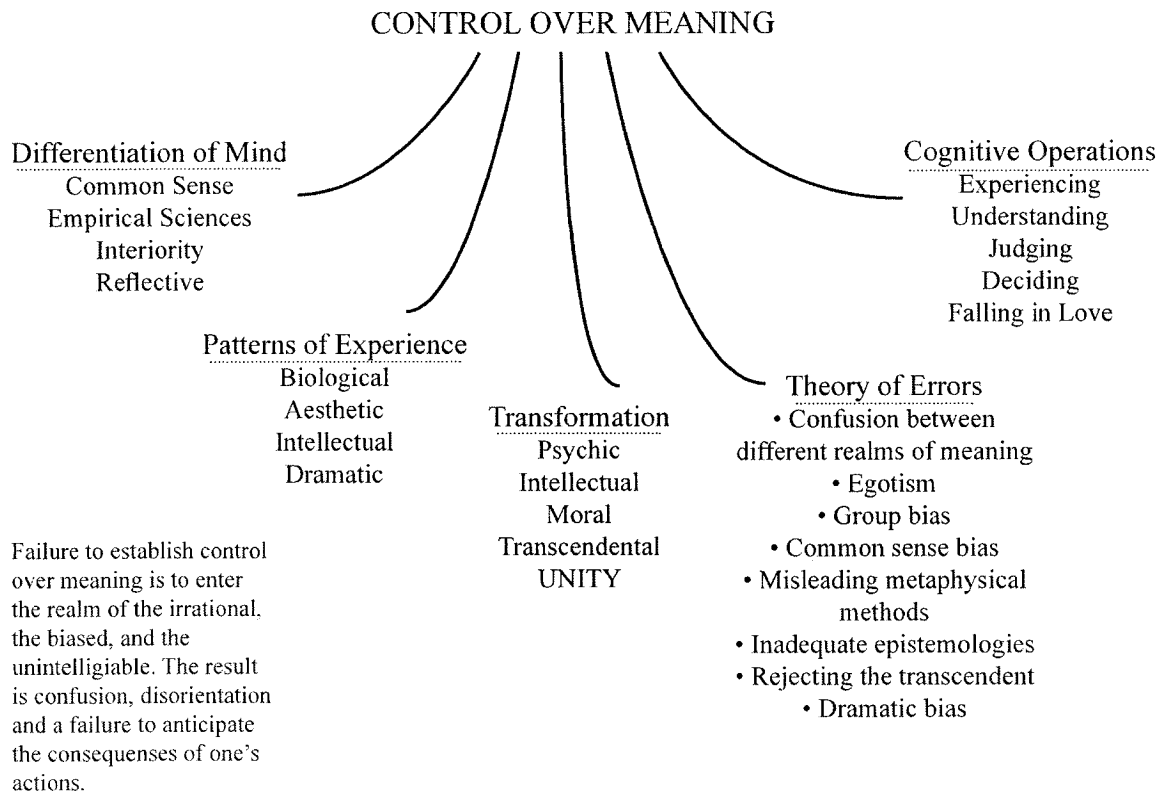 CONTROL OVER MEANING
Differentiation of Mind
Common Sense
Empirical Sciences
Interiority
Reflective
Patterns of Experience
Biological
Aesthetic
Intellectual
Dramatic
Transformation
Psychic
Intellectual
Moral
Transcendental
UNITY
Theory of Errors
• Confusion between
different realms of meaning
• Egotism
• Group bias
• Common sense bias
• Misleading metaphysical
methods
• Inadequate epistemologies
• Rejecting the transcendent
• Dramatic bias
Cognitive Operations
Experiencing
Understanding
Judging
Deciding
Falling in Love
Failure to establish control
over meaning is to enter
the realm of the irrational,
the biased, and the
unintelligiable. The result
is confusion, disorientation
and a failure to anticipate
the consequenses of one's
actions.